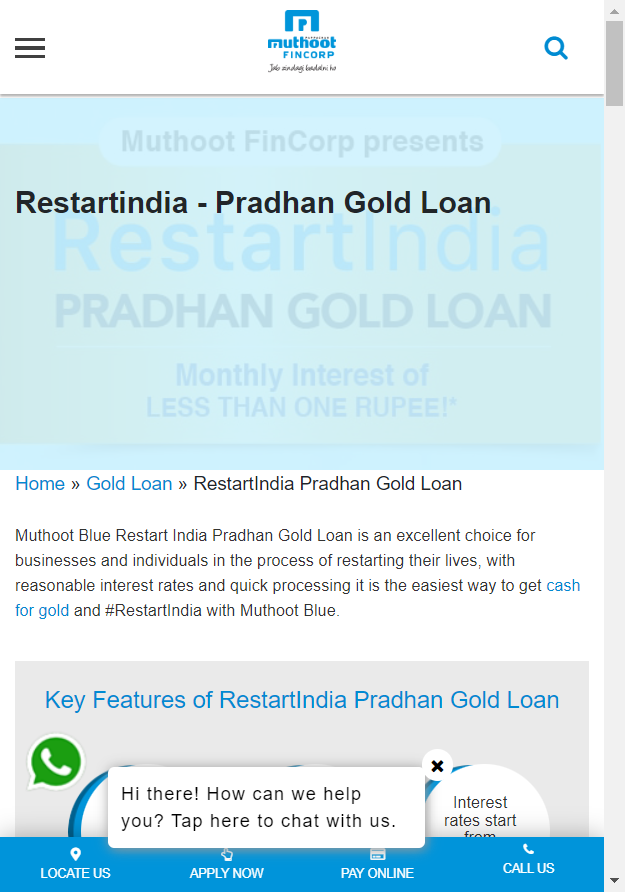 muthoot
FINCORP
Jab zindagi badalni ho
Muthoot FinCorp presents
Restartindia - Pradhan Gold Loan
RestartIndia
PRADHAN GOLD LOAN
Monthly Interest of
LESS THAN ONE RUPEE!*
Home » Gold Loan » RestartIndia Pradhan Gold Loan
Muthoot Blue Restart India Pradhan Gold Loan is an excellent choice for
businesses and individuals in the process of restarting their lives, with
reasonable interest rates and quick processing it is the easiest way to get cash
for gold and #RestartIndia with Muthoot Blue.
Key Features of RestartIndia Pradhan Gold Loan
Hi there! How can we help
you? Tap here to chat with us.
Interest
rates start
from
LOCATE US
APPLY NOW
PAY ONLINE
CALL US